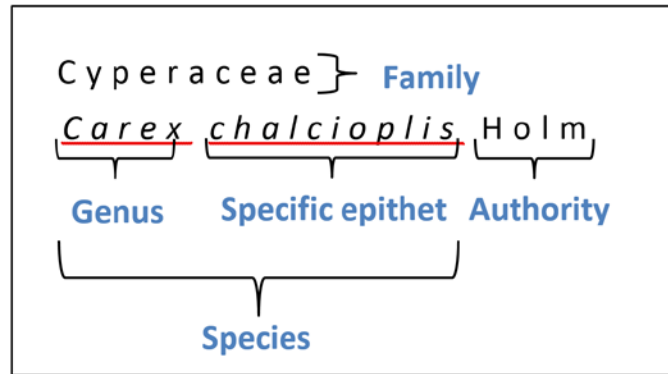 Cyperaceae Family
Carex chalcioplis Holm
Genus Specific epithet Authority
Species